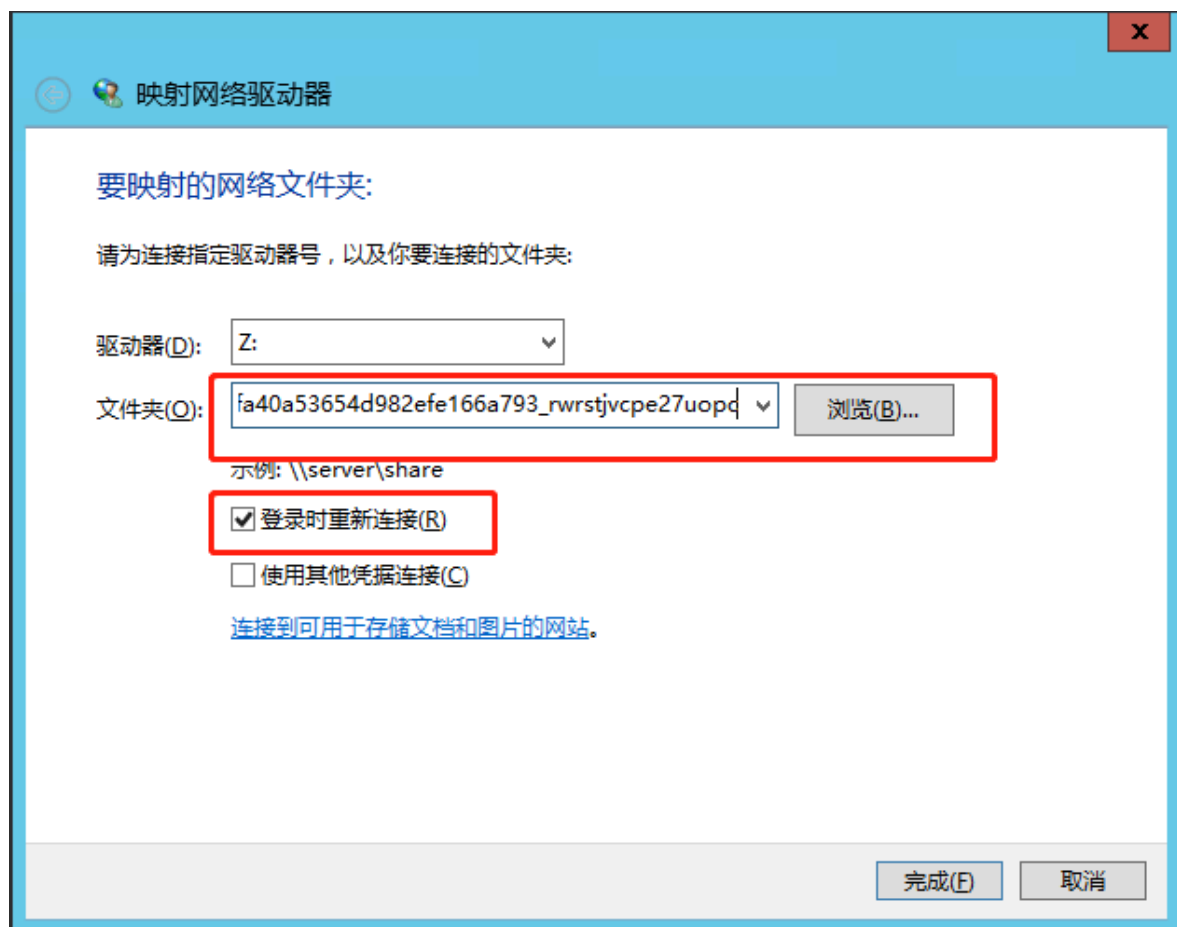 映射网络驱动器
要映射的网络文件夹:
请为连接指定驱动器号，以及你要连接的文件夹:
驱动器(D): Z:
文件夹(O): fa40a53654d982efe166a793_rwrstjvcpe27uop 浏览(B)...
示例: \\server\share
登录时重新连接(R)
使用其他凭据连接(C)
连接到可用于存储文档和图片的网站。
完成(F) 取消